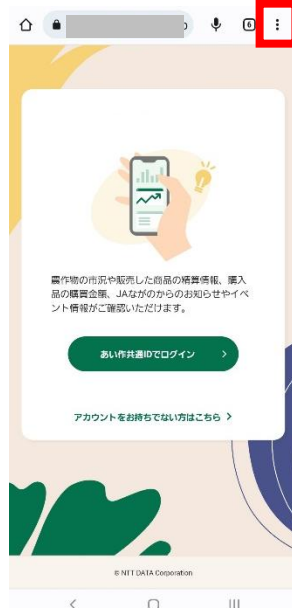 6
農作物の市況や販売した商品の精算情報、購入
品の購買金額、JAながのからのお知らせやイベ
ント情報がご確認いただけます。
あい作共通IDでログイン
アカウントをお持ちでない方はこちら
© NTT DATA Corporation